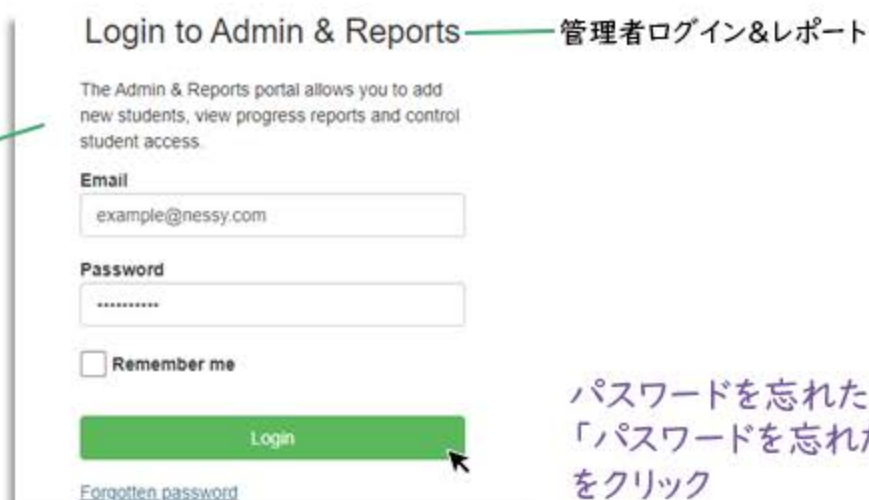 Login to Admin & Reports
管理者ログイン&レポート
The Admin & Reports portal allows you to add
new students, view progress reports and control
student access.
Email
example@nessy.com
Password
••••••••••
Remember me
Login
Forgotten password
パスワードを忘れた
「パスワードを忘れた
をクリック